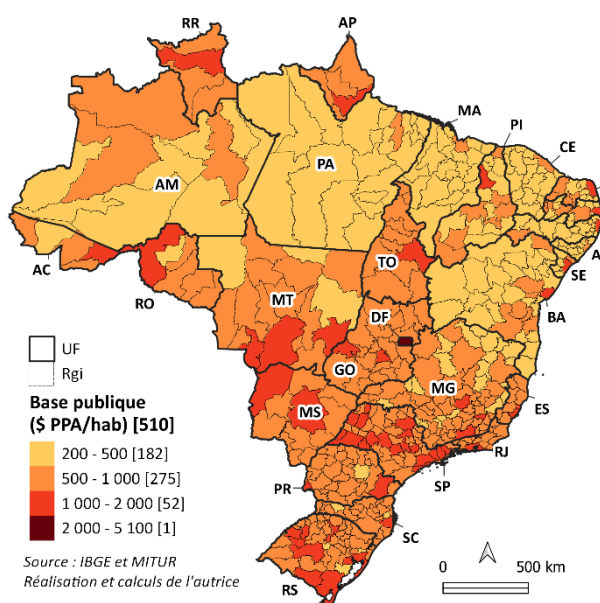 RR
AP
MA
PI
CE
PA
AM
AC
RO
TO
SE
A
BA
MT
DF
GO
MG
ES
MS
RJ
SP
PR
SC
RS
UF
Rgi
Base publique
($ PPA/hab) [510]
200 - 500 [182]
500 - 1 000 [275]
1 000 - 2 000 [52]
2 000 - 5 100 [1]
Source : IBGE et MITUR
Réalisation et calculs de l'autrice
0 500 km